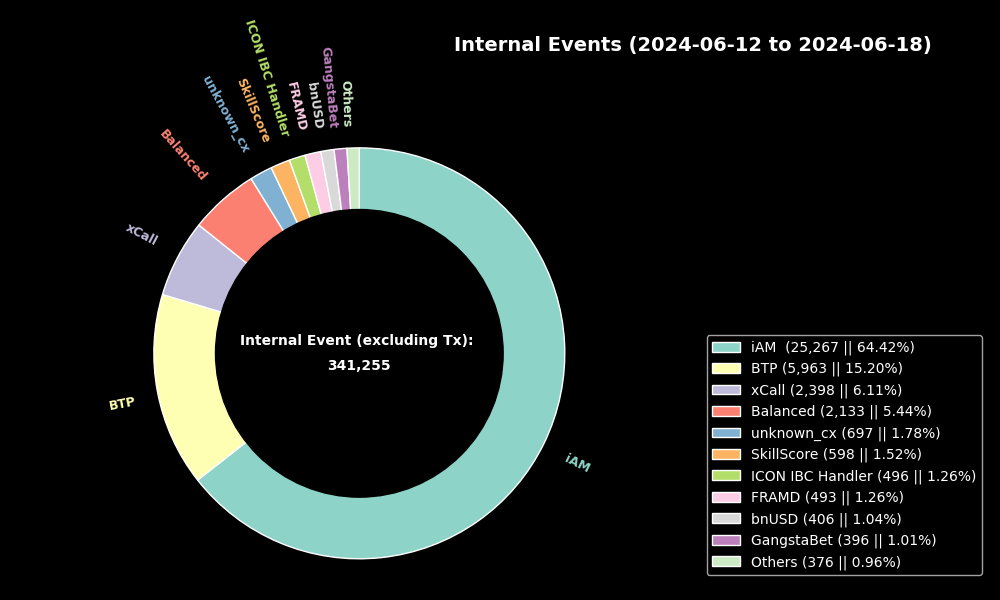 Internal Events (2024-06-12 to 2024-06-18)
Others
GangstaBet
bnUSD
FRAMD
ICON IBC Handler
SkillScore
unknown_cx
Balanced
xCall
BTP
iAM
Internal Event (excluding Tx):
341,255
iAM  (25,267 || 64.42%)
BTP (5,963 || 15.20%)
xCall (2,398 || 6.11%)
Balanced (2,133 || 5.44%)
unknown_cx (697 || 1.78%)
SkillScore (598 || 1.52%)
ICON IBC Handler (496 || 1.26%)
FRAMD (493 || 1.26%)
bnUSD (406 || 1.04%)
GangstaBet (396 || 1.01%)
Others (376 || 0.96%)